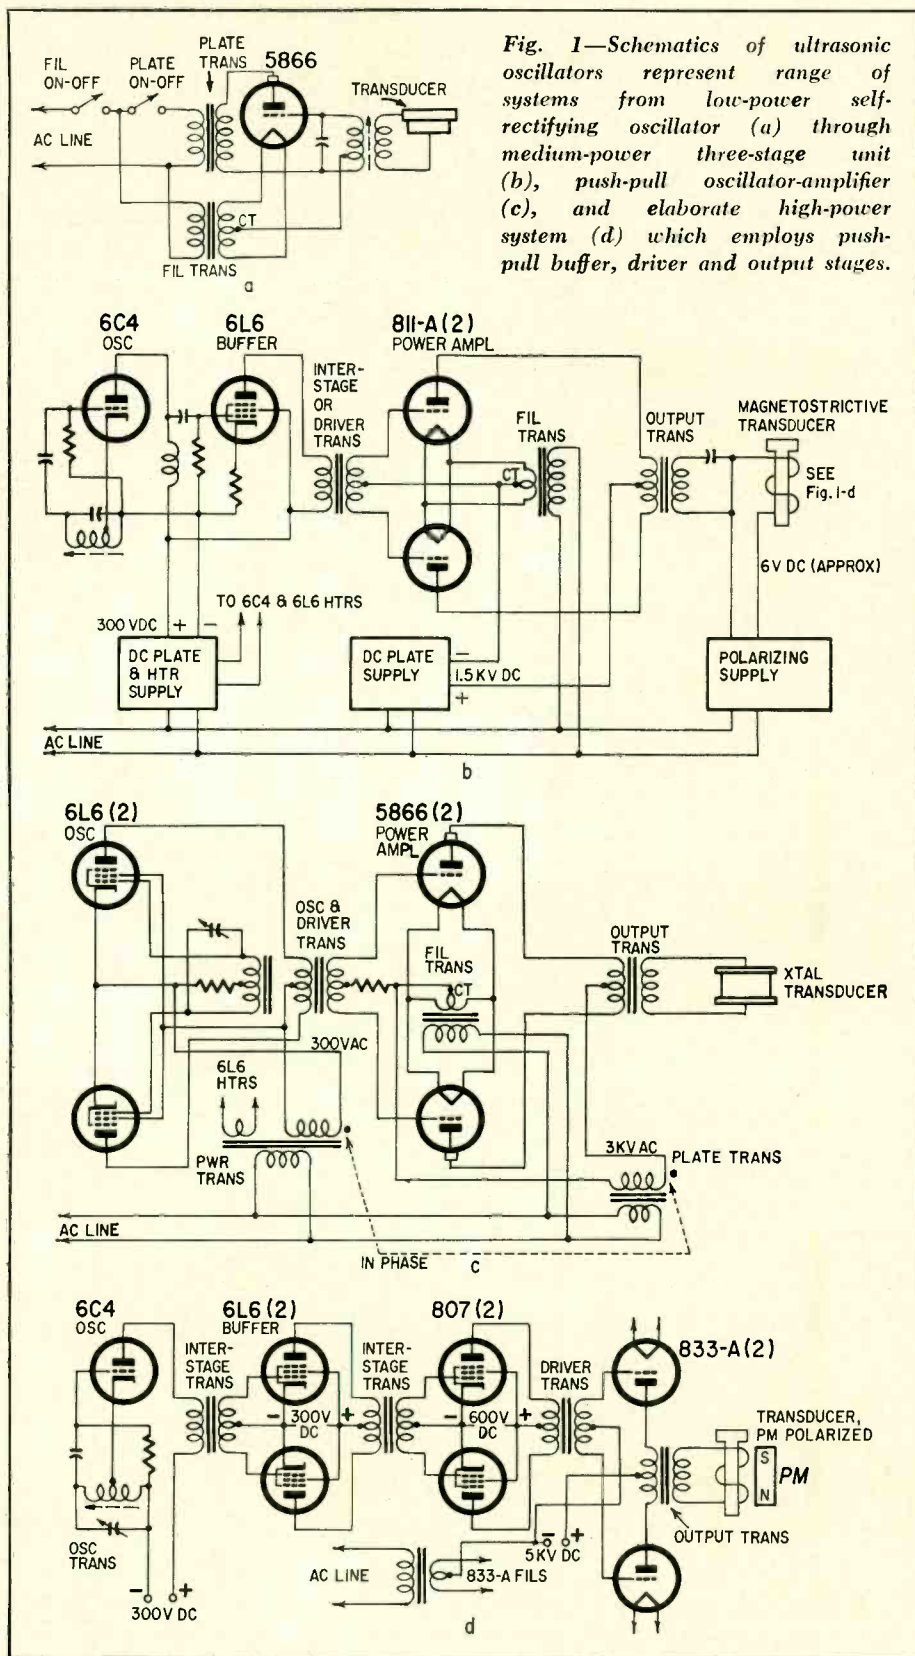 Fig. 1—Schematics of ultrasonic
oscillators represent range of
systems from low-power self-
rectifying oscillator (a) through
medium-power three-stage unit
(b), push-pull oscillator-amplifier
(c), and elaborate high-power
system (d) which employs push-
pull buffer, driver and output stages.
FIL
ON-OFF
PLATE
ON-OFF
PLATE
TRANS
5866
TRANSDUCER
AC LINE
CT
FIL TRANS
a
6C4
OSC
6L6
BUFFER
INTER-
STAGE
OR
DRIVER
TRANS
811-A(2)
POWER AMPL
FIL
TRANS
CT
OUTPUT
TRANS
MAGNETOSTRICTIVE
TRANSDUCER
SEE
Fig. 1-d
6V DC (APPROX)
TO 6C4 & 6L6 HTRS
300 VDC + -
DC PLATE
& HTR
SUPPLY
DC PLATE
SUPPLY
-
1.5 KV DC
+
POLARIZING
SUPPLY
AC LINE
b
6L6 (2)
OSC
OSC &
DRIVER
TRANS
5866 (2)
POWER
AMPL
FIL
TRANS
CT
OUTPUT
TRANS
XTAL
TRANSDUCER
300VAC
6L6
HTRS
PWR
TRANS
3KV AC
PLATE TRANS
AC LINE
IN PHASE
c
6C4
OSC
INTER-
STAGE
TRANS
6L6 (2)
BUFFER
- 300V +
DC
INTER-
STAGE
TRANS
807 (2)
- 600V +
DC
DRIVER
TRANS
833-A (2)
TRANSDUCER,
PM POLARIZED
S
N
PM
OUTPUT TRANS
OSC
TRANS
- +
300V DC
AC LINE
833-A FILS
- +
5KV DC
d